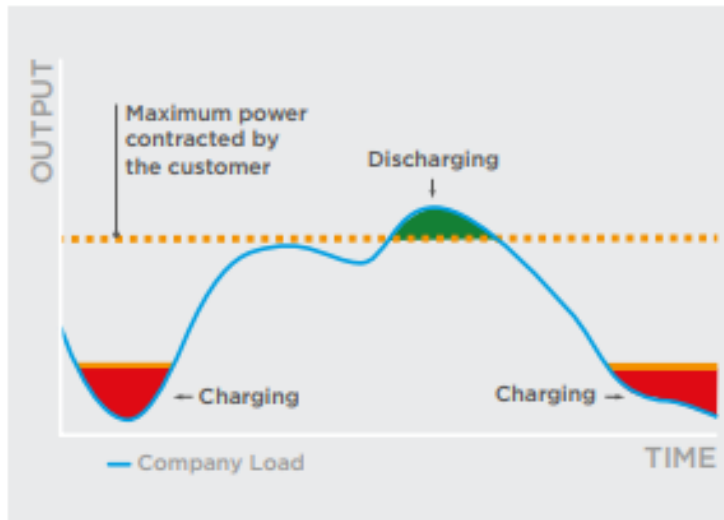 OUTPUT
Maximum power
contracted by
the customer
Discharging
Charging
Charging
Company Load
TIME